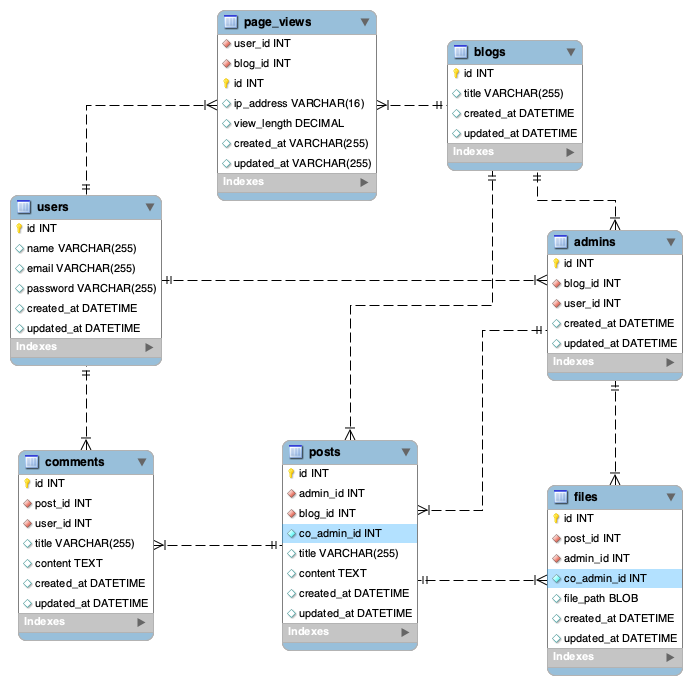 page_views
user_id INT
blog_id INT
id INT
ip_address VARCHAR(16)
view_length DECIMAL
created_at VARCHAR(255)
updated_at VARCHAR(255)
Indexes
blogs
id INT
title VARCHAR(255)
created_at DATETIME
updated_at DATETIME
Indexes
users
id INT
name VARCHAR(255)
email VARCHAR(255)
password VARCHAR(255)
created_at DATETIME
updated_at DATETIME
Indexes
admins
id INT
blog_id INT
user_id INT
created_at DATETIME
updated_at DATETIME
Indexes
comments
id INT
post_id INT
user_id INT
title VARCHAR(255)
content TEXT
created_at DATETIME
updated_at DATETIME
Indexes
posts
id INT
admin_id INT
blog_id INT
co_admin_id INT
title VARCHAR(255)
content TEXT
created_at DATETIME
updated_at DATETIME
Indexes
files
id INT
post_id INT
admin_id INT
co_admin_id INT
file_path BLOB
created_at DATETIME
updated_at DATETIME
Indexes